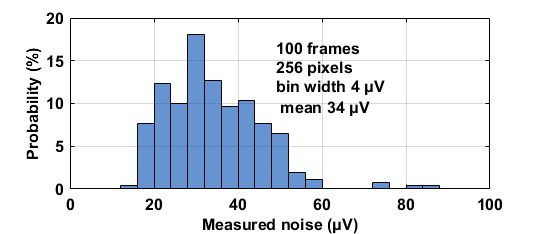 20
15
10
5
0
Probability (%)
100 frames
256 pixels
bin width 4 µV
mean 34 µV
0 20 40 60 80 100
Measured noise (µV)